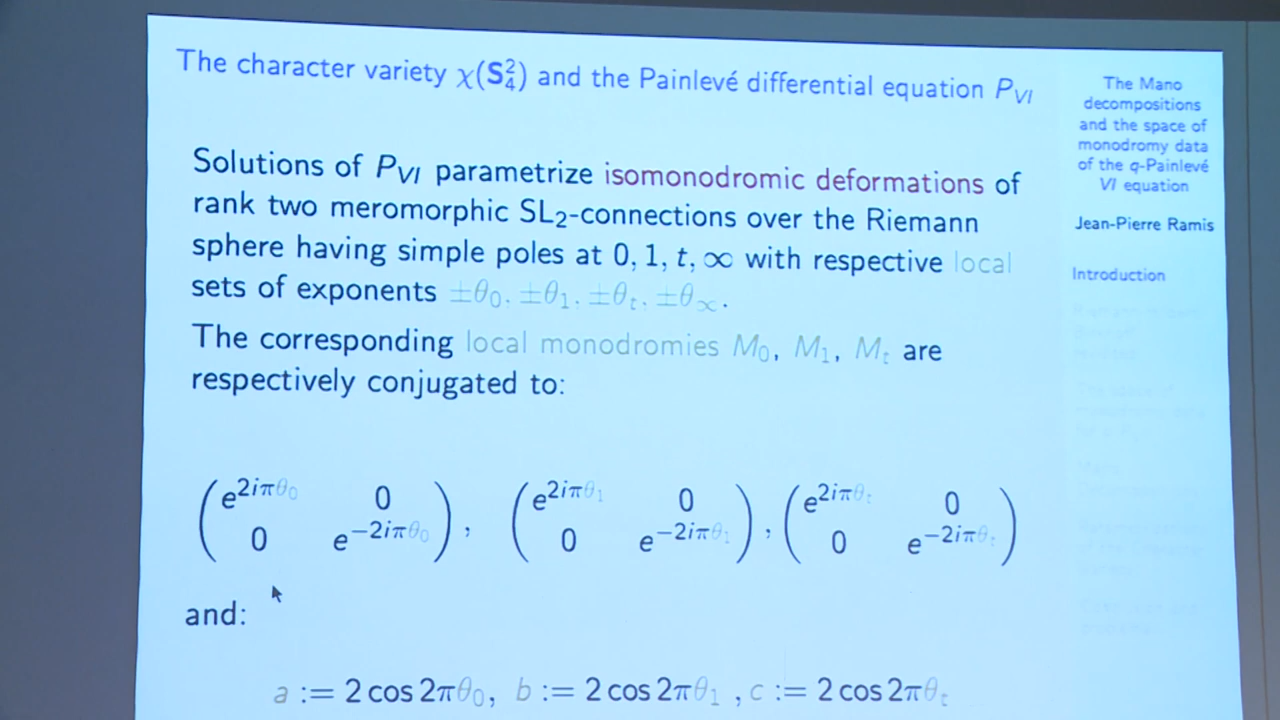 The character variety χ(S₄²) and the Painlevé differential equation P_VI
Solutions of P_VI parametrize isomonodromic deformations of
rank two meromorphic SL₂-connections over the Riemann
sphere having simple poles at 0, 1, t, ∞ with respective local
sets of exponents ±θ₀, ±θ₁, ±θ_t, ±θ_∞.
The corresponding local monodromies M₀, M₁, M_t are
respectively conjugated to:
( e^{2iπθ₀} 0 ) , ( e^{2iπθ₁} 0 ) , ( e^{2iπθ_t} 0 )
( 0 e^{-2iπθ₀} ) ( 0 e^{-2iπθ₁} ) ( 0 e^{-2iπθ_t} )
and:
a := 2 cos 2πθ₀, b := 2 cos 2πθ₁ , c := 2 cos 2πθ_t
The Mano
decompositions
and the space of
monodromy data
of the q-Painlevé
VI equation
Jean-Pierre Ramis
Introduction